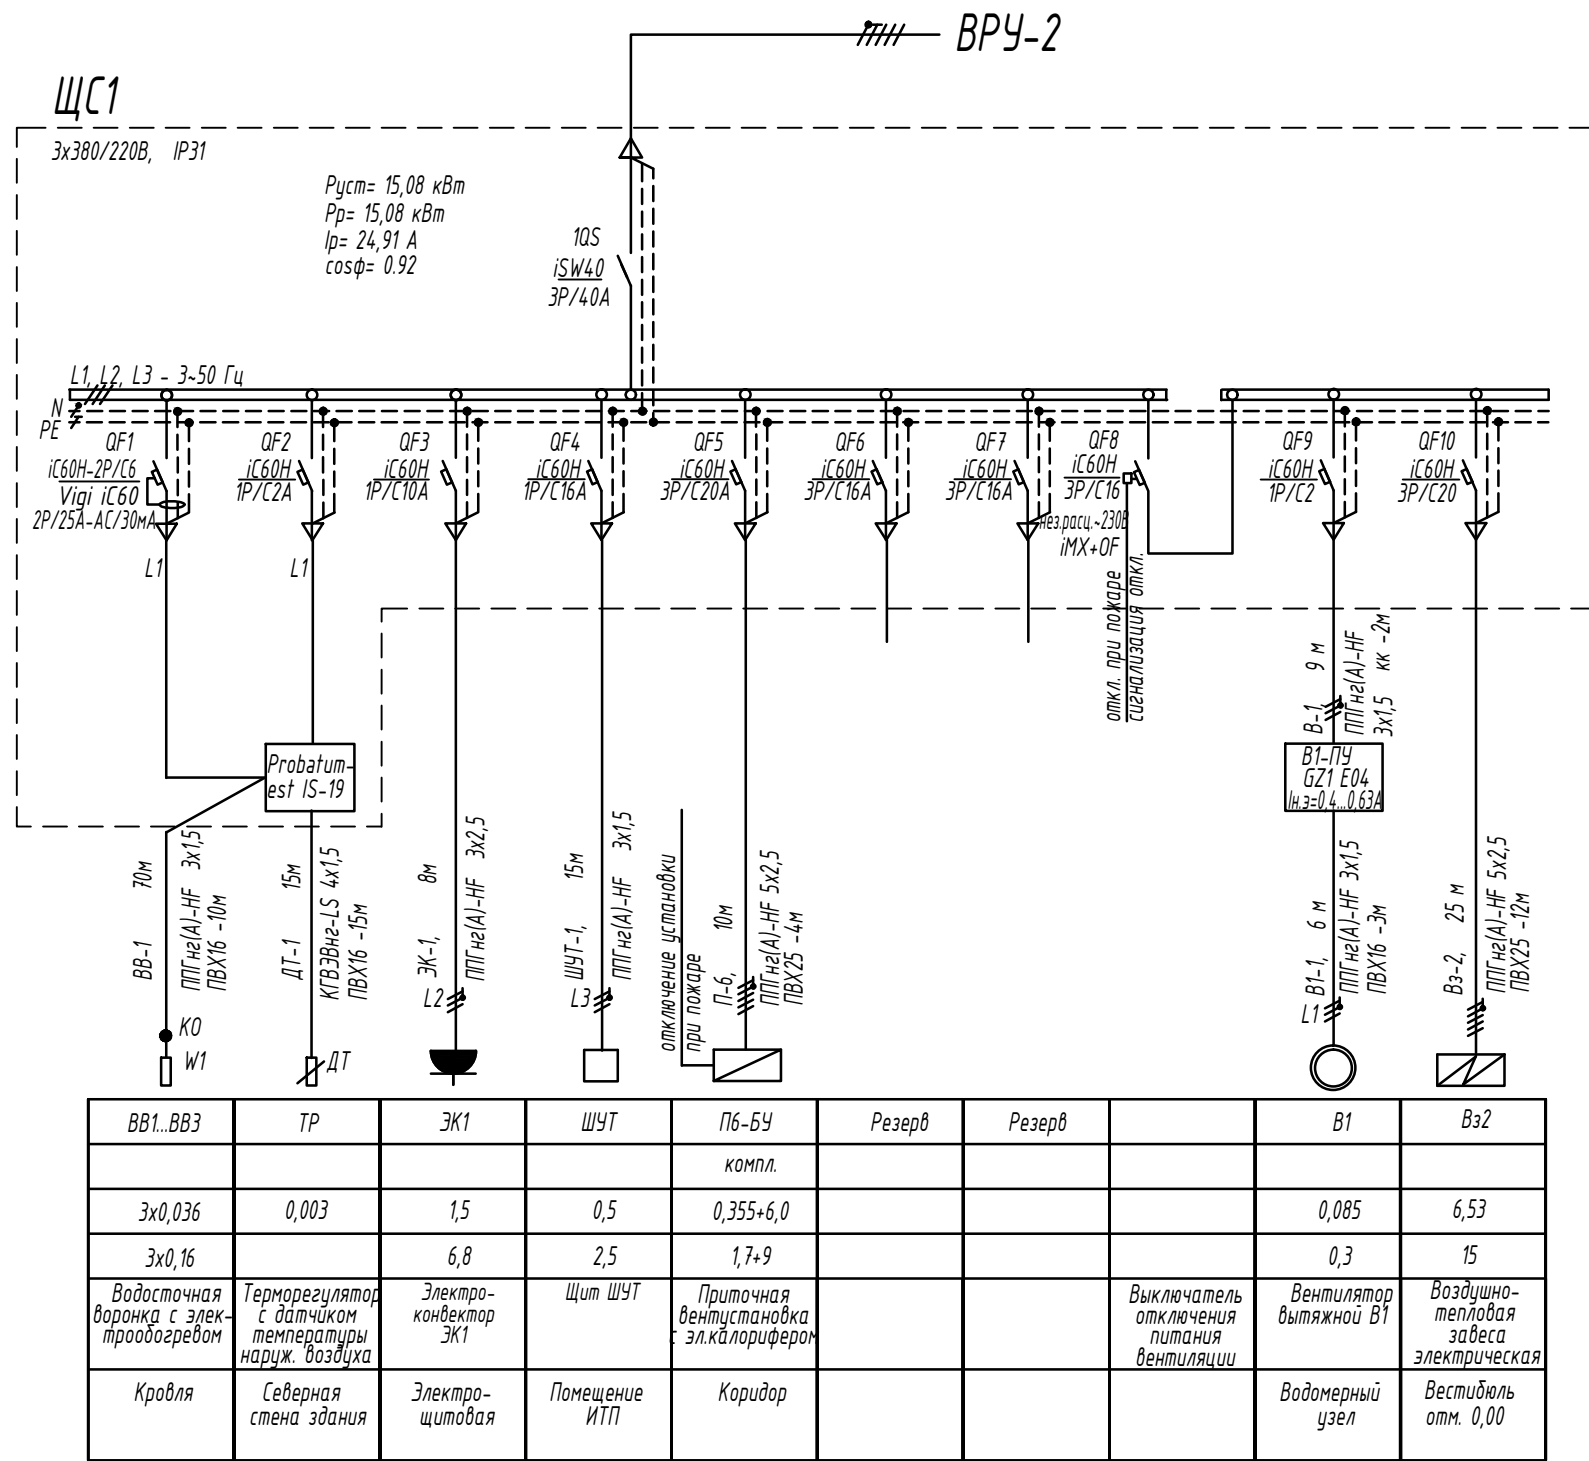 ВРУ-2
ЩС1
3х380/220В, IP31
Руст= 15,08 кВт
Рр= 15,08 кВт
Iр= 24,91 А
cosφ= 0.92
1QS
iSW40
3Р/40А
L1, L2, L3 - 3~50 Гц
N
PE
QF1
iC60H-2P/C6
Vigi iC60
2Р/25А-АС/30мА
L1
QF2
iC60H
1P/C2A
L1
QF3
iC60H
1P/C10A
QF4
iC60H
1P/C16A
QF5
iC60H
3P/C20A
QF6
iC60H
3P/C16A
QF7
iC60H
3P/C16A
QF8
iC60H
3P/C16
нез.расц.~230В
iMX+OF
откл. при пожаре
сигнализация откл.
QF9
iC60H
1P/C2
QF10
iC60H
3P/C20
Probatum-
est IS-19
В-1, 9 м
ППГнг(А)-HF
3х1,5 кк -2м
В1-ПУ
GZ1 E04
Iн.э=0,4...0,63А
ВВ-1 70м
ППГнг(А)-HF 3х1,5
ПВХ16 -10м
ДТ-1 15м
КГВЭВнг-LS 4х1,5
ПВХ16 -15м
ЭК-1, 8м
ППГнг(А)-HF 3х2,5
L2
ШУТ-1, 15м
ППГнг(А)-HF 3х1,5
L3
отключение установки
при пожаре
П-6, 10м
ППГнг(А)-HF 5х2,5
ПВХ25 -4м
В1-1, 6 м
ППГнг(А)-HF 3х1,5
ПВХ16 -3м
L1
Вз-2, 25 м
ППГнг(А)-HF 5х2,5
ПВХ25 -12м
КО
W1
ДТ
ВВ1...ВВ3 ТР ЭК1 ШУТ П6-БУ Резерв Резерв В1 Вз2
компл.
3х0,036 0,003 1,5 0,5 0,355+6,0 0,085 6,53
3х0,16 6,8 2,5 1,7+9 0,3 15
Водосточная
воронка с элек-
трообогревом
Терморегулятор
с датчиком
температуры
наруж. воздуха
Электро-
конвектор
ЭК1
Щит ШУТ
Приточная
вентустановка
с эл.калорифером
Выключатель
отключения
питания
вентиляции
Вентилятор
вытяжной В1
Воздушно-
тепловая
завеса
электрическая
Кровля
Северная
стена здания
Электро-
щитовая
Помещение
ИТП
Коридор
Водомерный
узел
Вестибюль
отм. 0,00